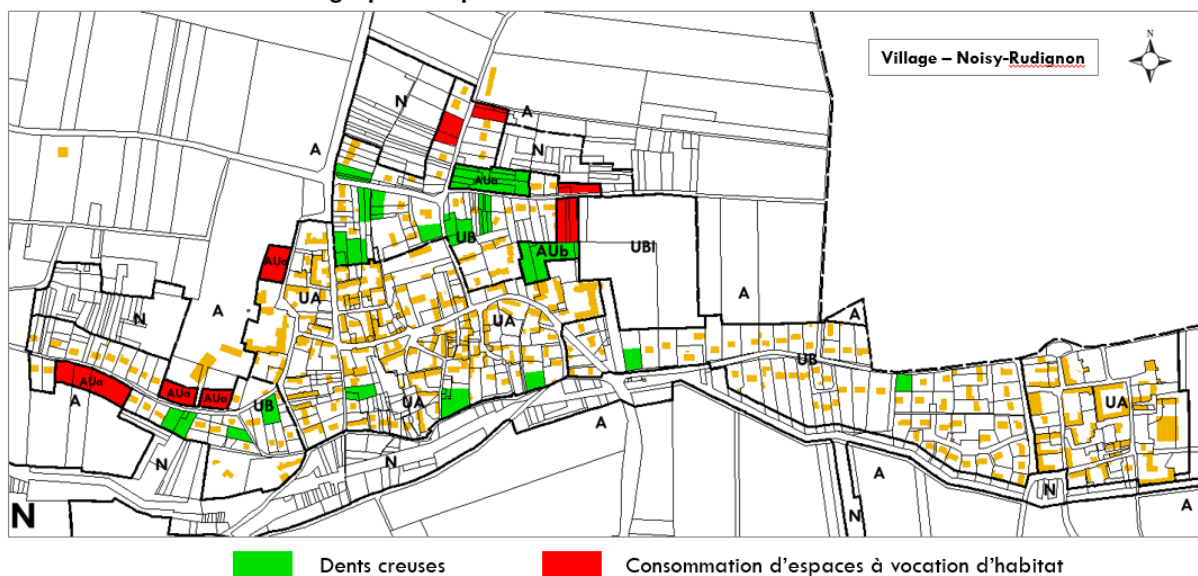 Village – Noisy-Rudignon
N
N
A
A
N
AUa
UB
AUb
UBI
AUa
UA
A
N
A
A
UA
UB
AUa
AUa
AUa
UB
A
UA
UA
N
N
A
A
N
N
A
N
Dents creuses
Consommation d'espaces à vocation d'habitat